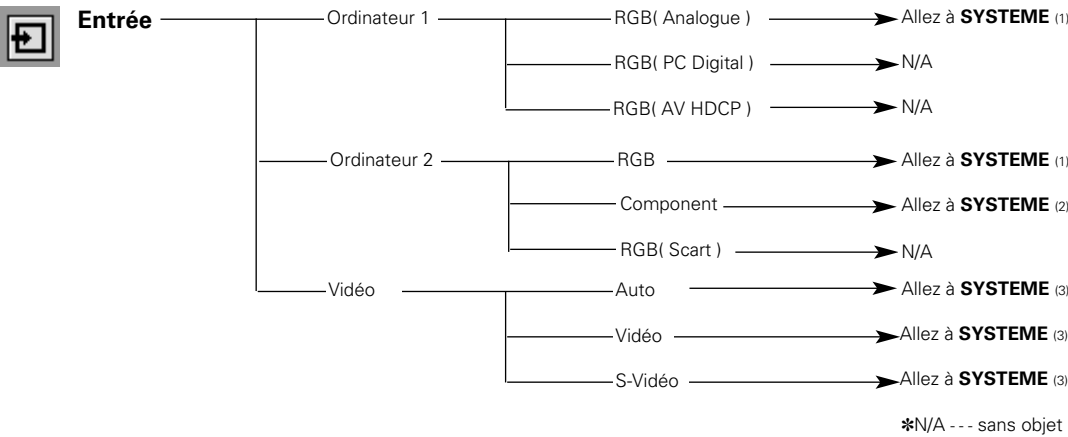 Entrée Ordinateur 1 RGB( Analogue ) Allez à SYSTEME (1)
RGB( PC Digital ) N/A
RGB( AV HDCP ) N/A
Ordinateur 2 RGB Allez à SYSTEME (1)
Component Allez à SYSTEME (2)
RGB( Scart ) N/A
Vidéo Auto Allez à SYSTEME (3)
Vidéo Allez à SYSTEME (3)
S-Vidéo Allez à SYSTEME (3)
✽N/A - - - sans objet